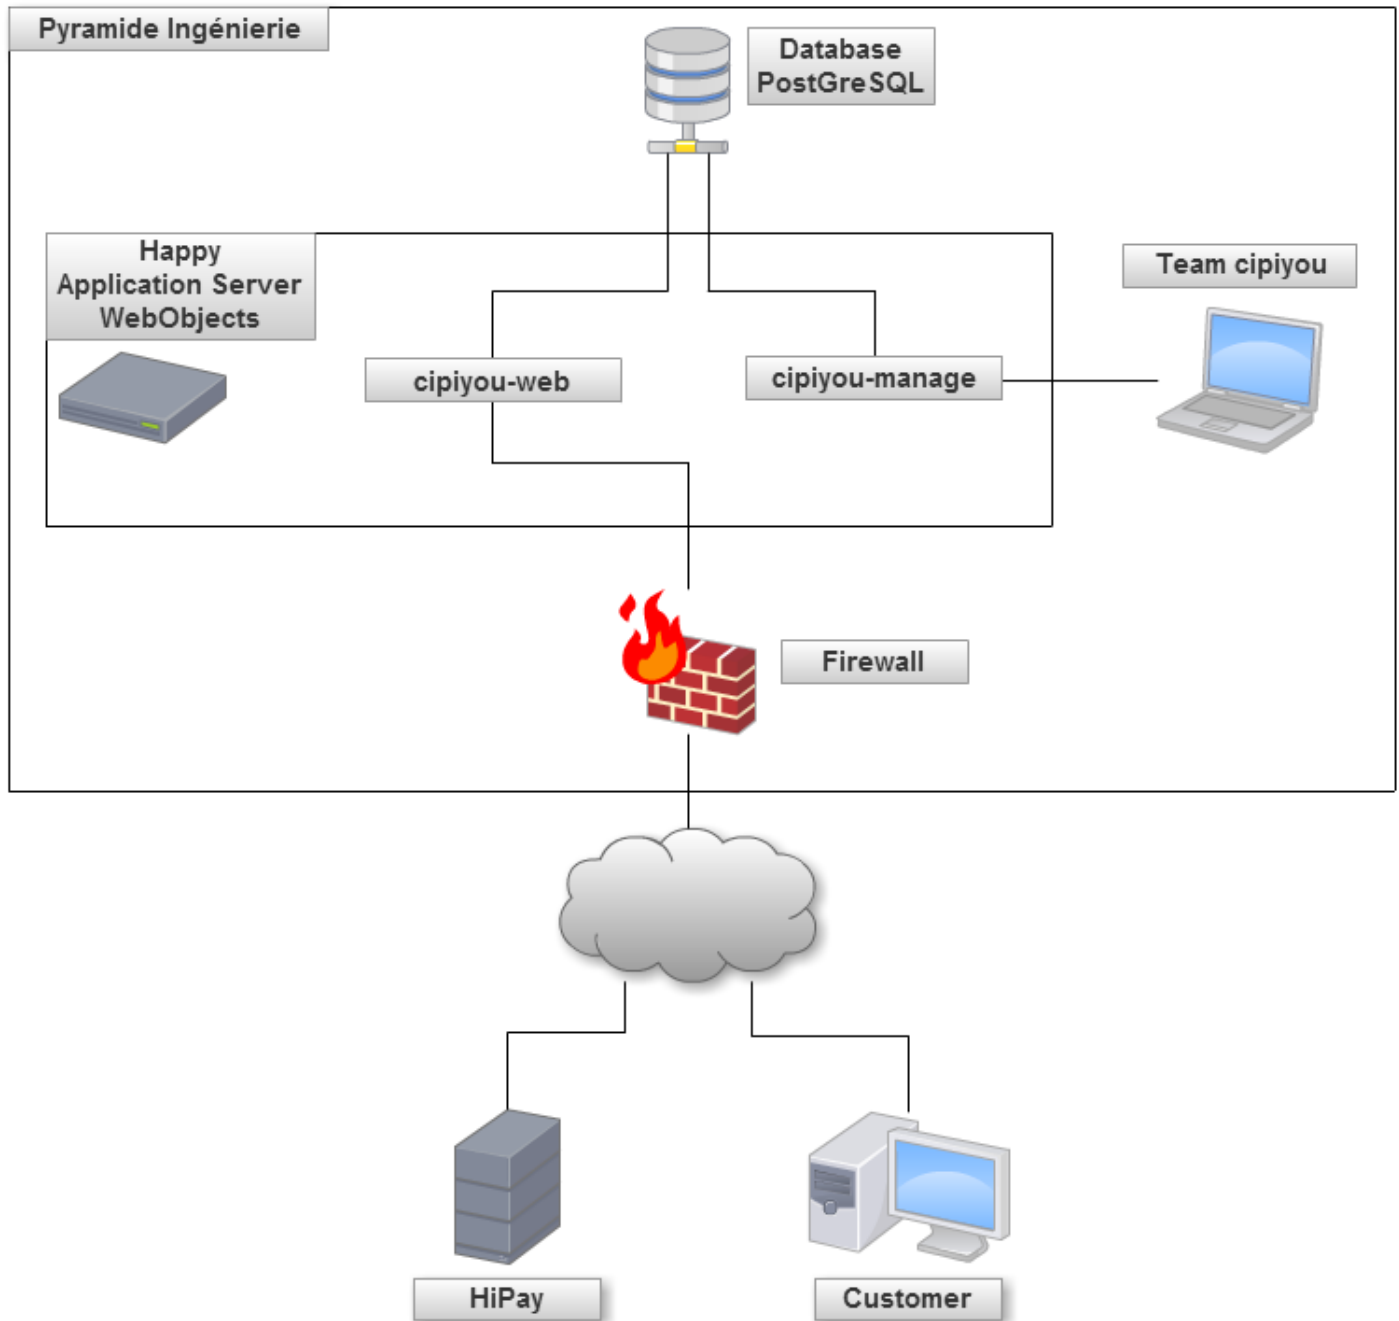 Pyramide Ingénierie
Database
PostGreSQL
Happy
Application Server
WebObjects
Team cipiyou
cipiyou-web
cipiyou-manage
Firewall
HiPay
Customer